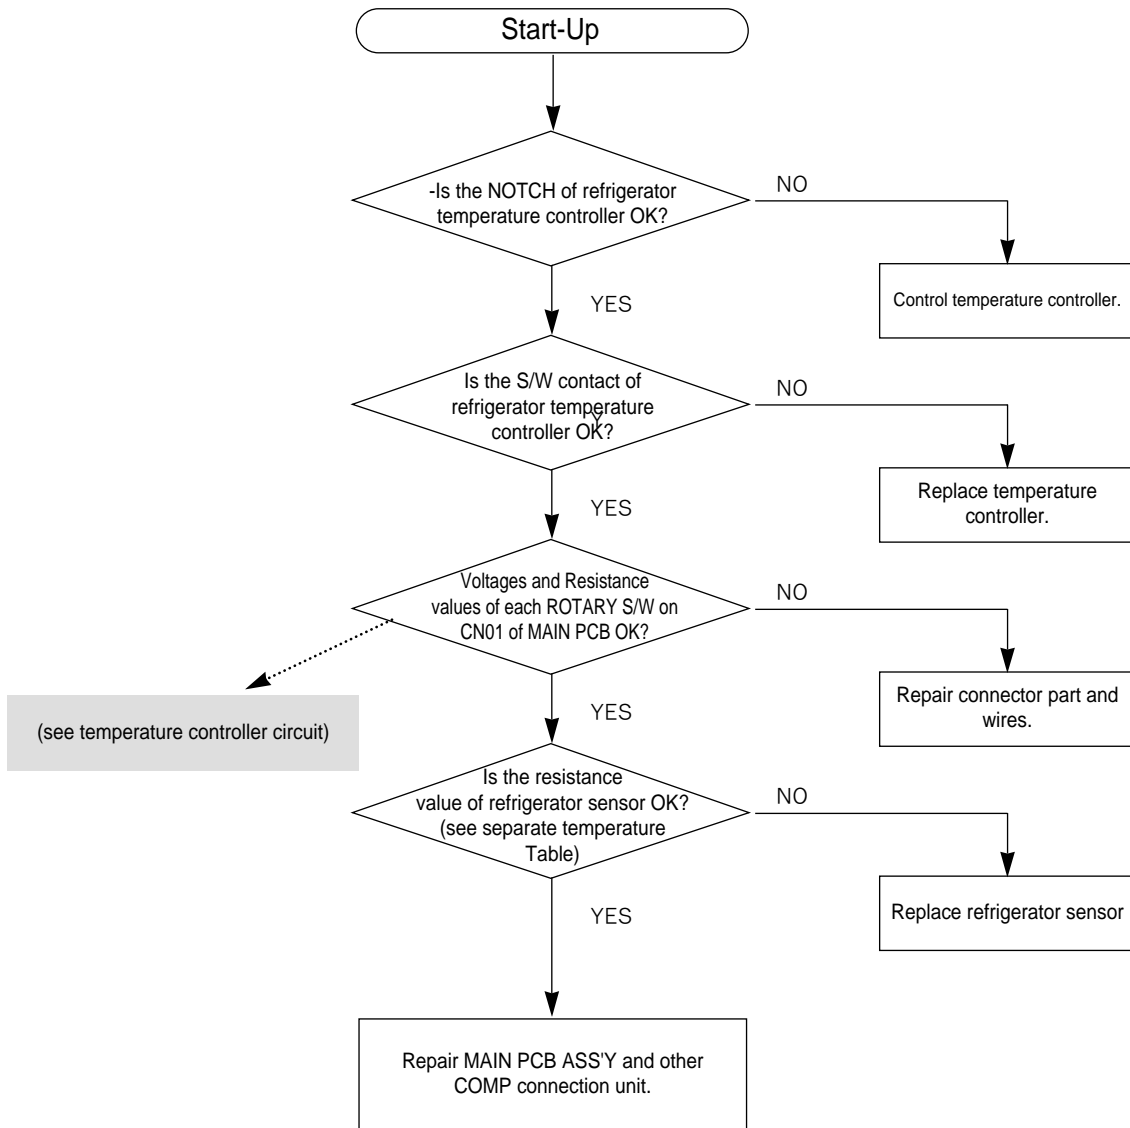 Start-Up
-Is the NOTCH of refrigerator
temperature controller OK?
NO
Control temperature controller.
YES
Is the S/W contact of
refrigerator temperature
controller OK?
Y
NO
Replace temperature
controller.
YES
Voltages and Resistance
values of each ROTARY S/W on
CN01 of MAIN PCB OK?
NO
Repair connector part and
wires.
(see temperature controller circuit)
YES
Is the resistance
value of refrigerator sensor OK?
(see separate temperature
Table)
NO
Replace refrigerator sensor
YES
Repair MAIN PCB ASS'Y and other
COMP connection unit.